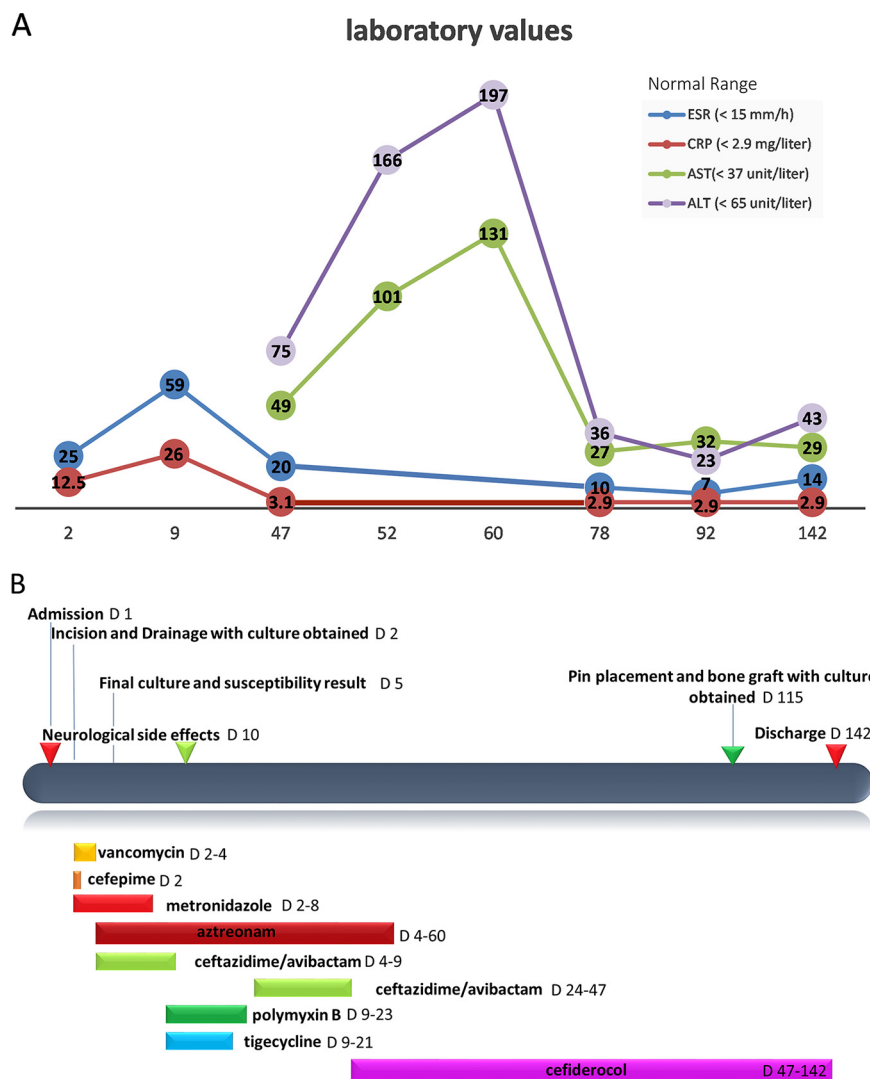 A
laboratory values
Normal Range
ESR (< 15 mm/h)
CRP (< 2.9 mg/liter)
AST(< 37 unit/liter)
ALT (< 65 unit/liter)
197
166
131
101
75
49
59
25
26
12.5
20
3.1
36
27
10
2.9
32
23
7
2.9
43
29
14
2.9
2 9 47 52 60 78 92 142
B
Admission D 1
Incision and Drainage with culture obtained D 2
Final culture and susceptibility result D 5
Pin placement and bone graft with culture
obtained D 115
Neurological side effects D 10
Discharge D 142
vancomycin D 2-4
cefepime D 2
metronidazole D 2-8
aztreonam D 4-60
ceftazidime/avibactam D 4-9
ceftazidime/avibactam D 24-47
polymyxin B D 9-23
tigecycline D 9-21
cefiderocol D 47-142